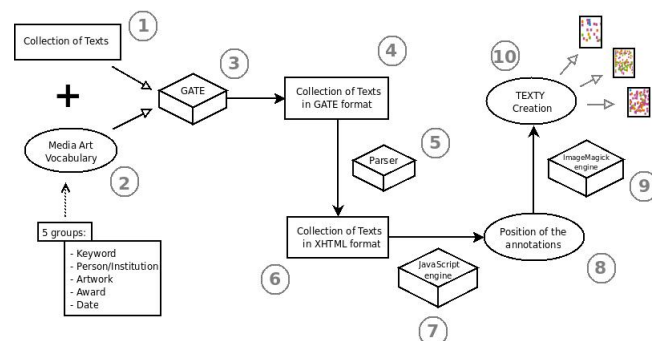 1
Collection of Texts
+
Media Art
Vocabulary
2
5 groups:
- Keyword
- Person/Institution
- Artwork
- Award
- Date
3
GATE
4
Collection of Texts
in GATE format
5
Parser
6
Collection of Texts
in XHTML format
7
JavaScript
engine
8
Position of the
annotations
9
ImageMagick
engine
10
TEXTY
Creation